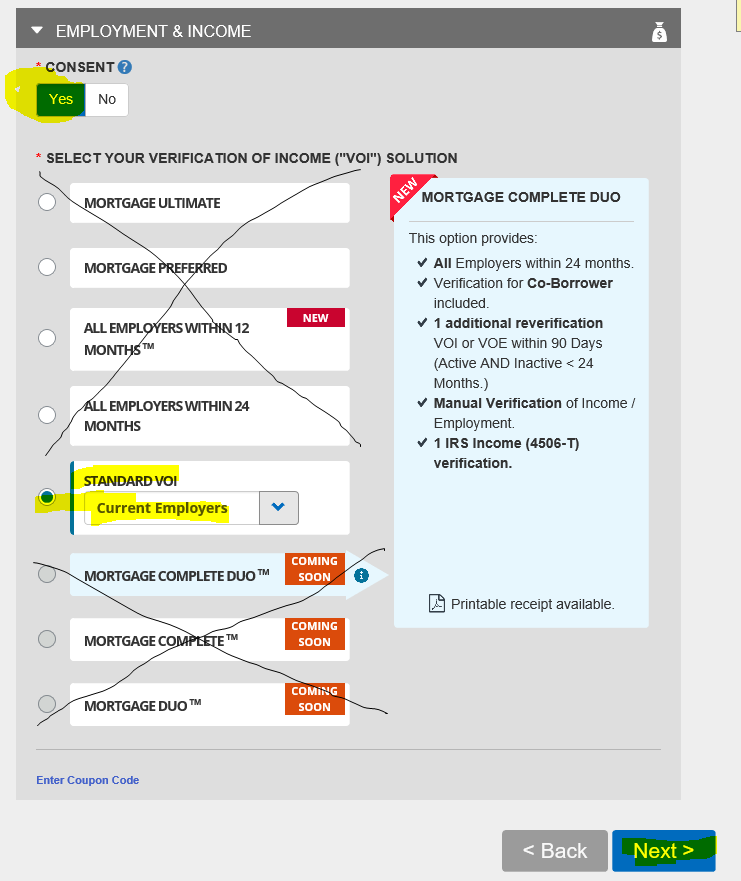 EMPLOYMENT & INCOME
* CONSENT ?
Yes No
* SELECT YOUR VERIFICATION OF INCOME ("VOI") SOLUTION
MORTGAGE ULTIMATE
MORTGAGE PREFERRED
NEW
ALL EMPLOYERS WITHIN 12
MONTHS™
ALL EMPLOYERS WITHIN 24
MONTHS
STANDARD VOI
Current Employers
MORTGAGE COMPLETE DUO™
COMING
SOON
MORTGAGE COMPLETE™
COMING
SOON
MORTGAGE DUO™
COMING
SOON
NEW
MORTGAGE COMPLETE DUO
This option provides:
✔ All Employers within 24 months.
✔ Verification for Co-Borrower
included.
✔ 1 additional reverification
VOI or VOE within 90 Days
(Active AND Inactive < 24
Months.)
✔ Manual Verification of Income /
Employment.
✔ 1 IRS Income (4506-T)
verification.
Printable receipt available.
Enter Coupon Code
< Back
Next >